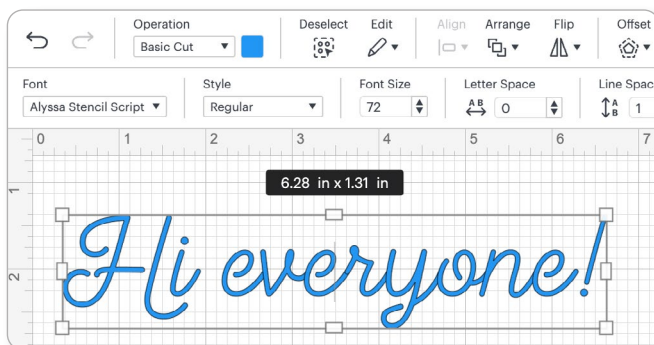 Operation Deselect Edit Align Arrange Flip Offset
Basic Cut
Font Style Font Size Letter Space Line Spac
Alyssa Stencil Script Regular 72 A B 0 A B 1
0 1 2 3 4 5 6 7
6.28 in x 1.31 in
1
Hi everyone!
2